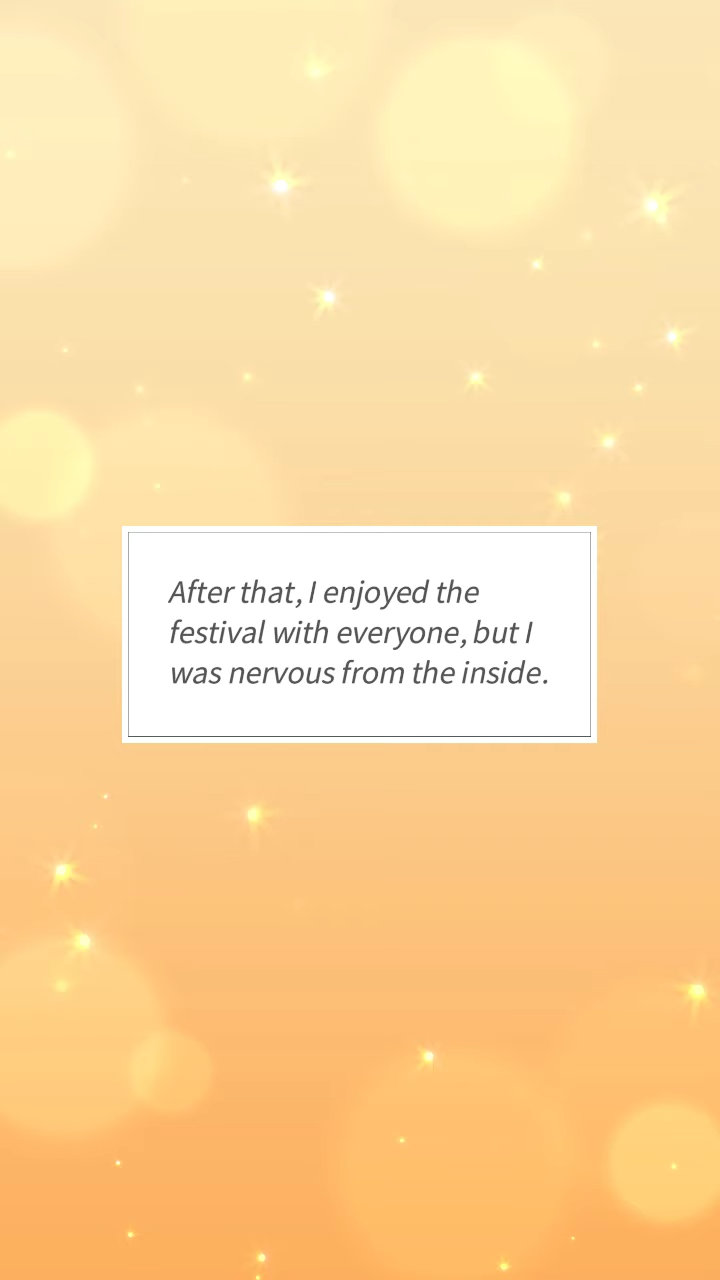 After that, I enjoyed the
festival with everyone, but I
was nervous from the inside.